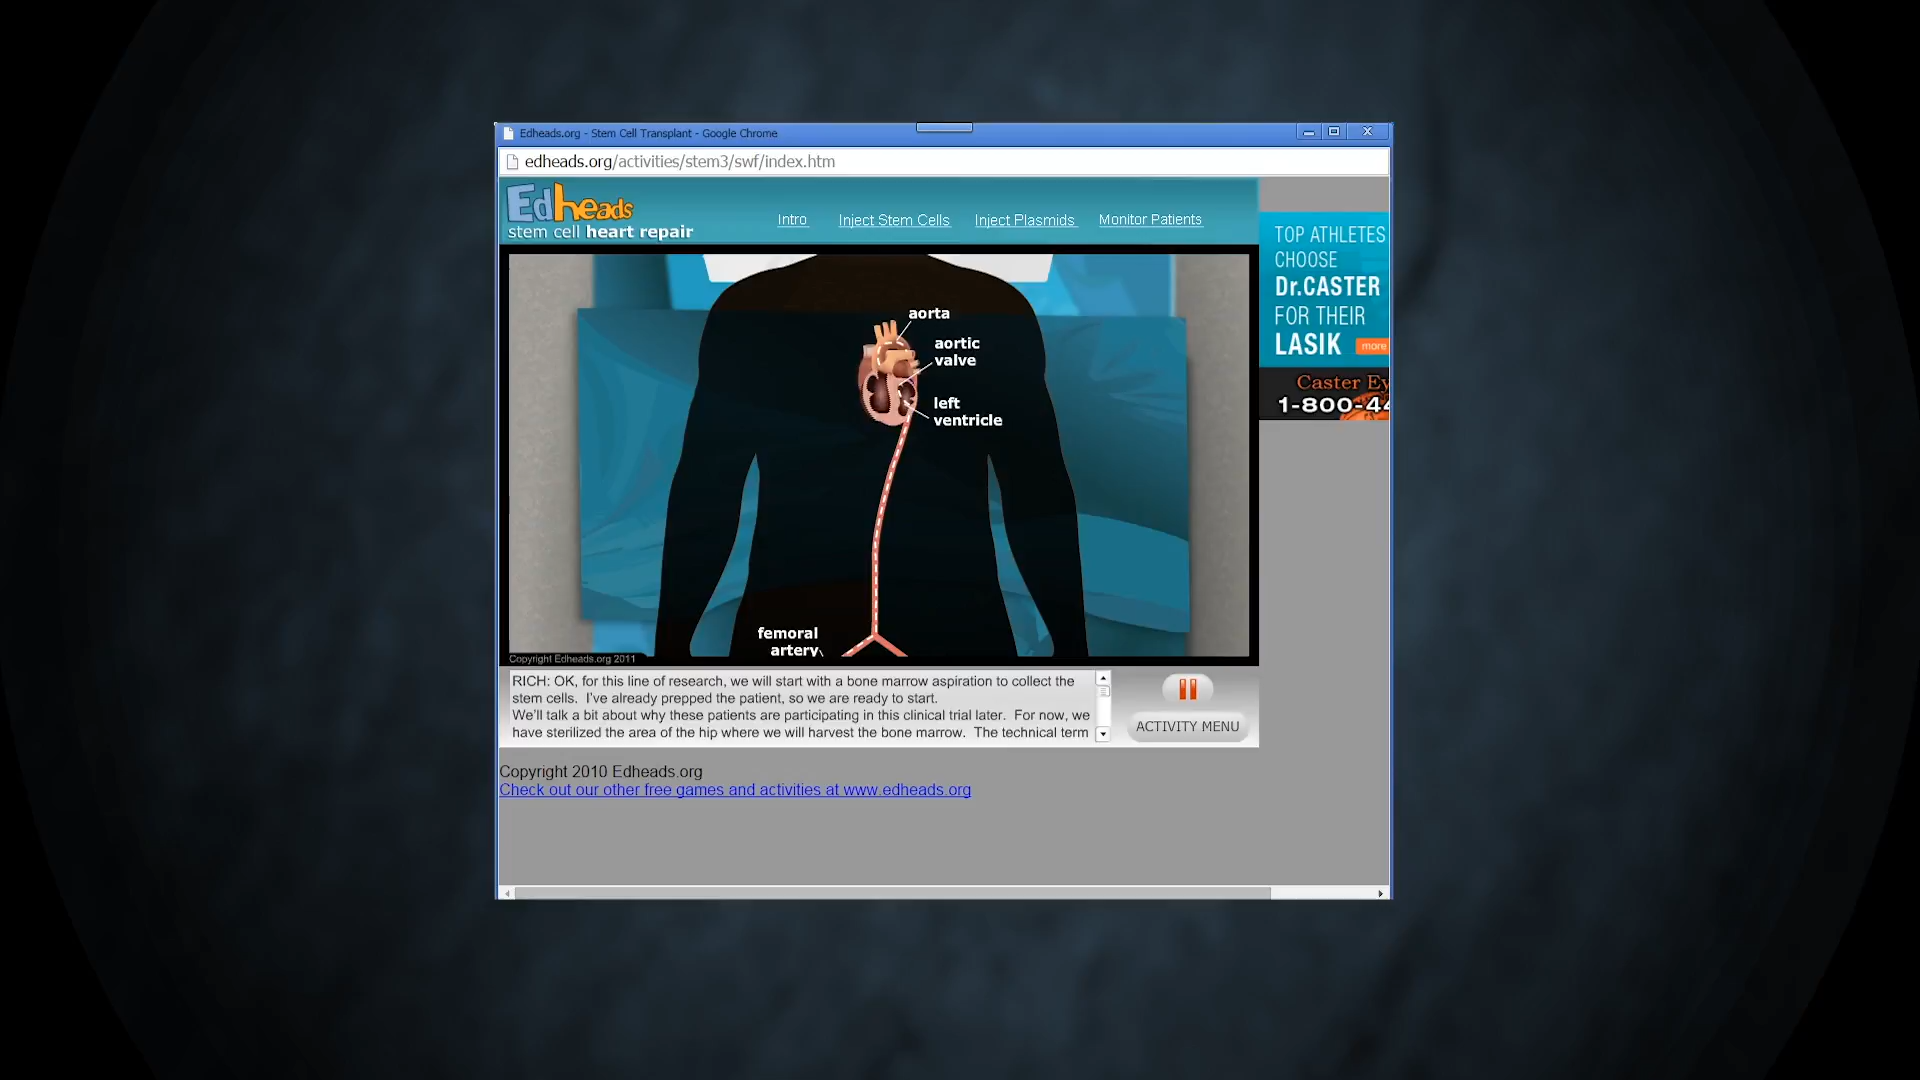 Edheads.org - Stem Cell Transplant - Google Chrome
edheads.org/activities/stem3/swf/index.htm
Edheads
stem cell heart repair
Intro
Inject Stem Cells
Inject Plasmids
Monitor Patients
TOP ATHLETES
CHOOSE
Dr.CASTER
FOR THEIR
LASIK
more
Caster Ey
1-800-44
aorta
aortic
valve
left
ventricle
femoral
artery
Copyright Edheads.org 2011
RICH: OK, for this line of research, we will start with a bone marrow aspiration to collect the
stem cells. I've already prepped the patient, so we are ready to start.
We'll talk a bit about why these patients are participating in this clinical trial later. For now, we
have sterilized the area of the hip where we will harvest the bone marrow. The technical term
ACTIVITY MENU
Copyright 2010 Edheads.org
Check out our other free games and activities at www.edheads.org